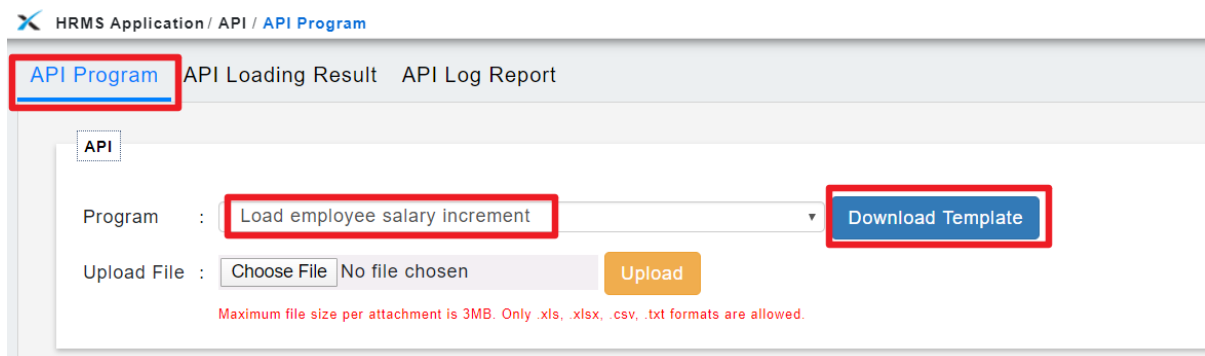 HRMS Application / API / API Program
API Program API Loading Result API Log Report
API
Program : Load employee salary increment Download Template
Upload File : Choose File No file chosen Upload
Maximum file size per attachment is 3MB. Only .xls, .xlsx, .csv, .txt formats are allowed.